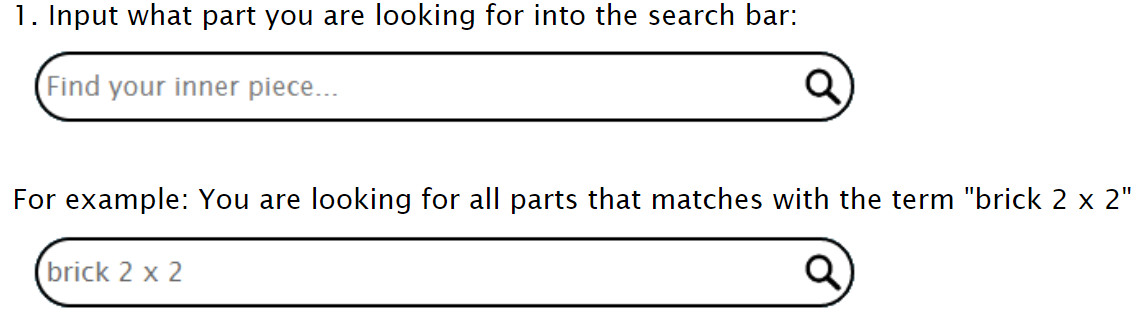 1. Input what part you are looking for into the search bar:
Find your inner piece...
For example: You are looking for all parts that matches with the term "brick 2 x 2"
brick 2 x 2